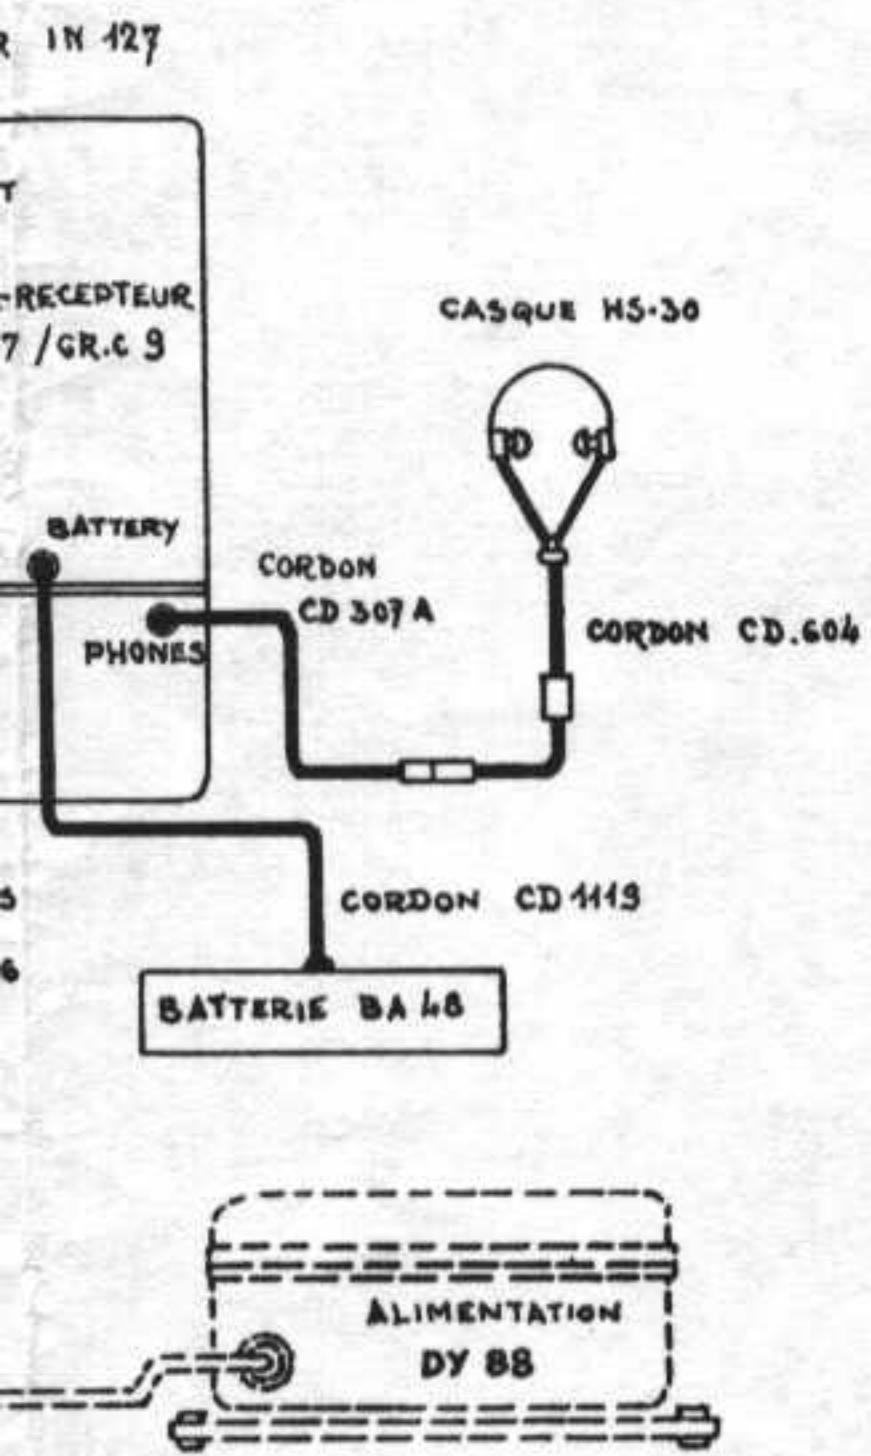 R IN 127
T
-RECEPTEUR
7 /GR.C 9
CASQUE HS-30
BATTERY
CORDON
CD 307 A
PHONES
CORDON CD.604
S
6
CORDON CD 1119
BATTERIE BA 48
ALIMENTATION
DY 88